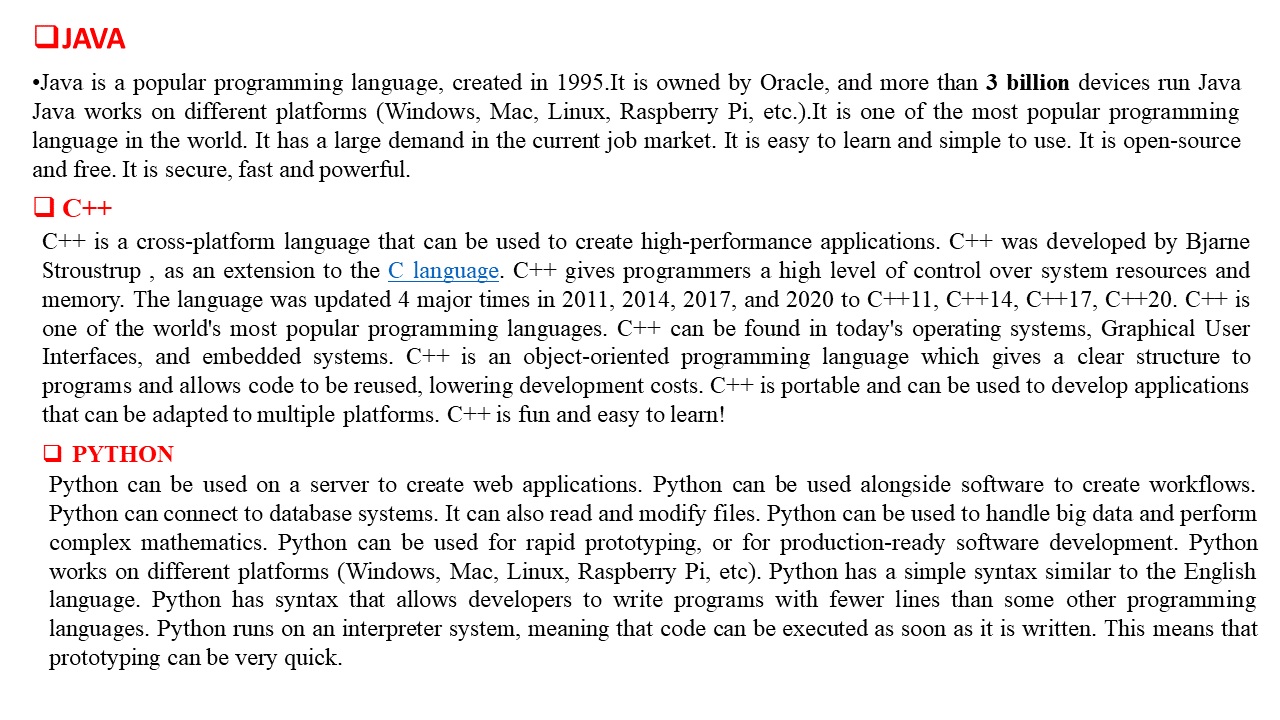 ❑JAVA
•Java is a popular programming language, created in 1995.It is owned by Oracle, and more than 3 billion devices run Java
Java works on different platforms (Windows, Mac, Linux, Raspberry Pi, etc.).It is one of the most popular programming
language in the world. It has a large demand in the current job market. It is easy to learn and simple to use. It is open-source
and free. It is secure, fast and powerful.
❑ C++
C++ is a cross-platform language that can be used to create high-performance applications. C++ was developed by Bjarne
Stroustrup , as an extension to the C language. C++ gives programmers a high level of control over system resources and
memory. The language was updated 4 major times in 2011, 2014, 2017, and 2020 to C++11, C++14, C++17, C++20. C++ is
one of the world's most popular programming languages. C++ can be found in today's operating systems, Graphical User
Interfaces, and embedded systems. C++ is an object-oriented programming language which gives a clear structure to
programs and allows code to be reused, lowering development costs. C++ is portable and can be used to develop applications
that can be adapted to multiple platforms. C++ is fun and easy to learn!
❑ PYTHON
Python can be used on a server to create web applications. Python can be used alongside software to create workflows.
Python can connect to database systems. It can also read and modify files. Python can be used to handle big data and perform
complex mathematics. Python can be used for rapid prototyping, or for production-ready software development. Python
works on different platforms (Windows, Mac, Linux, Raspberry Pi, etc). Python has a simple syntax similar to the English
language. Python has syntax that allows developers to write programs with fewer lines than some other programming
languages. Python runs on an interpreter system, meaning that code can be executed as soon as it is written. This means that
prototyping can be very quick.